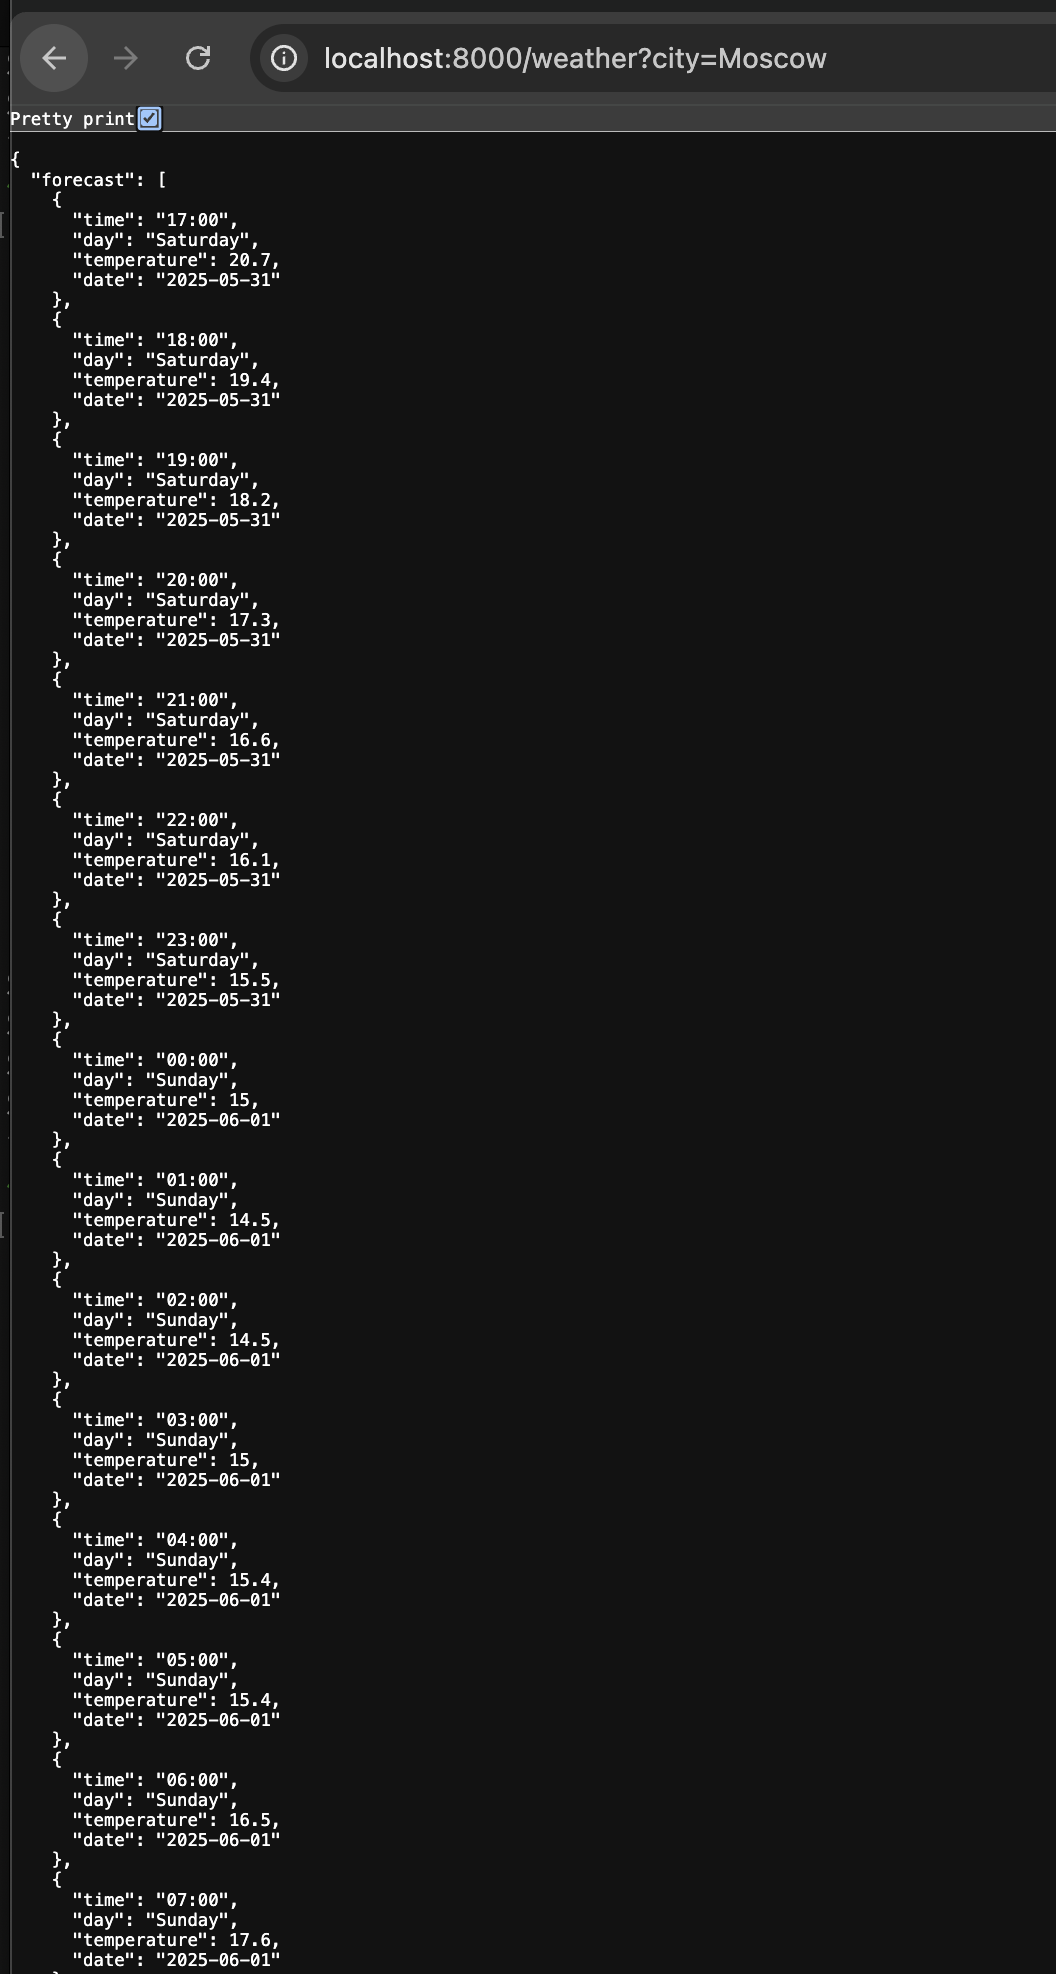 localhost:8000/weather?city=Moscow
Pretty print
{
  "forecast": [
    {
      "time": "17:00",
      "day": "Saturday",
      "temperature": 20.7,
      "date": "2025-05-31"
    },
    {
      "time": "18:00",
      "day": "Saturday",
      "temperature": 19.4,
      "date": "2025-05-31"
    },
    {
      "time": "19:00",
      "day": "Saturday",
      "temperature": 18.2,
      "date": "2025-05-31"
    },
    {
      "time": "20:00",
      "day": "Saturday",
      "temperature": 17.3,
      "date": "2025-05-31"
    },
    {
      "time": "21:00",
      "day": "Saturday",
      "temperature": 16.6,
      "date": "2025-05-31"
    },
    {
      "time": "22:00",
      "day": "Saturday",
      "temperature": 16.1,
      "date": "2025-05-31"
    },
    {
      "time": "23:00",
      "day": "Saturday",
      "temperature": 15.5,
      "date": "2025-05-31"
    },
    {
      "time": "00:00",
      "day": "Sunday",
      "temperature": 15,
      "date": "2025-06-01"
    },
    {
      "time": "01:00",
      "day": "Sunday",
      "temperature": 14.5,
      "date": "2025-06-01"
    },
    {
      "time": "02:00",
      "day": "Sunday",
      "temperature": 14.5,
      "date": "2025-06-01"
    },
    {
      "time": "03:00",
      "day": "Sunday",
      "temperature": 15,
      "date": "2025-06-01"
    },
    {
      "time": "04:00",
      "day": "Sunday",
      "temperature": 15.4,
      "date": "2025-06-01"
    },
    {
      "time": "05:00",
      "day": "Sunday",
      "temperature": 15.4,
      "date": "2025-06-01"
    },
    {
      "time": "06:00",
      "day": "Sunday",
      "temperature": 16.5,
      "date": "2025-06-01"
    },
    {
      "time": "07:00",
      "day": "Sunday",
      "temperature": 17.6,
      "date": "2025-06-01"